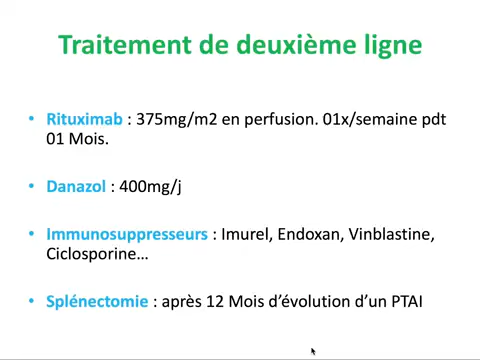 Traitement de deuxième ligne
• Rituximab : 375mg/m2 en perfusion. 01x/semaine pdt
01 Mois.
• Danazol : 400mg/j
• Immunosuppresseurs : Imurel, Endoxan, Vinblastine,
Ciclosporine…
• Splénectomie : après 12 Mois d’évolution d’un PTAI